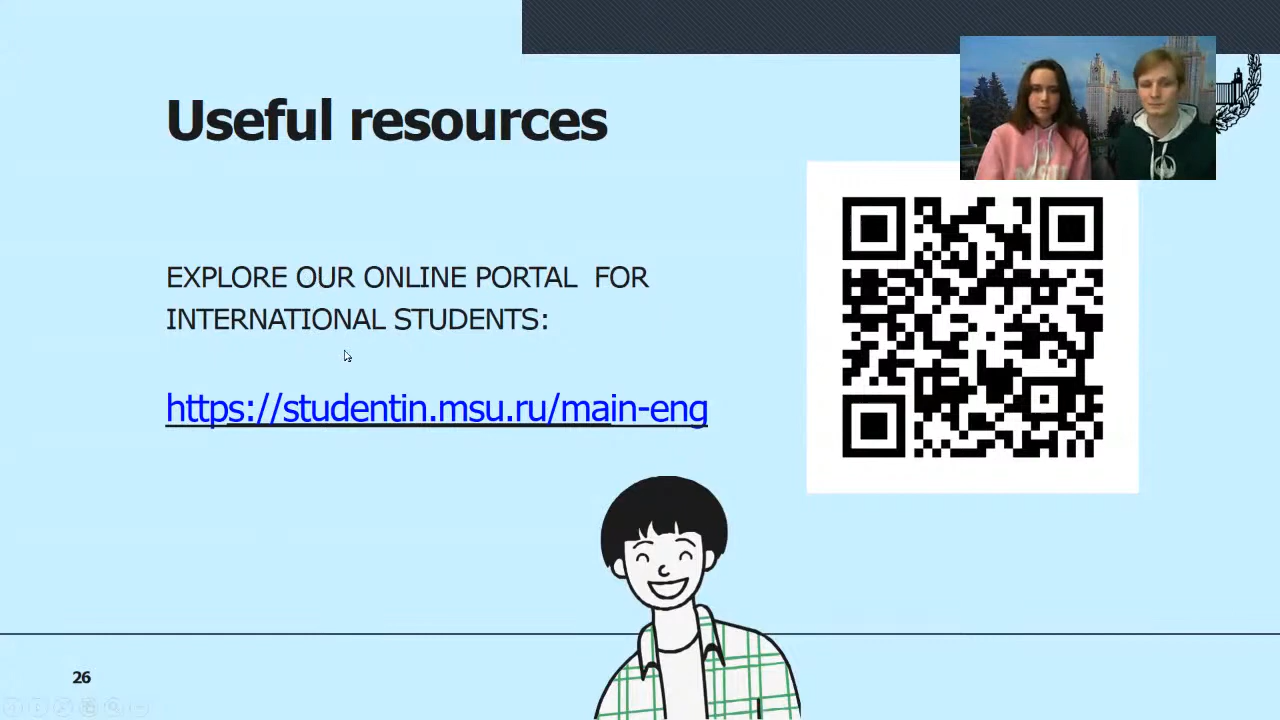 Useful resources
EXPLORE OUR ONLINE PORTAL  FOR
INTERNATIONAL STUDENTS:
https://studentin.msu.ru/main-eng
26